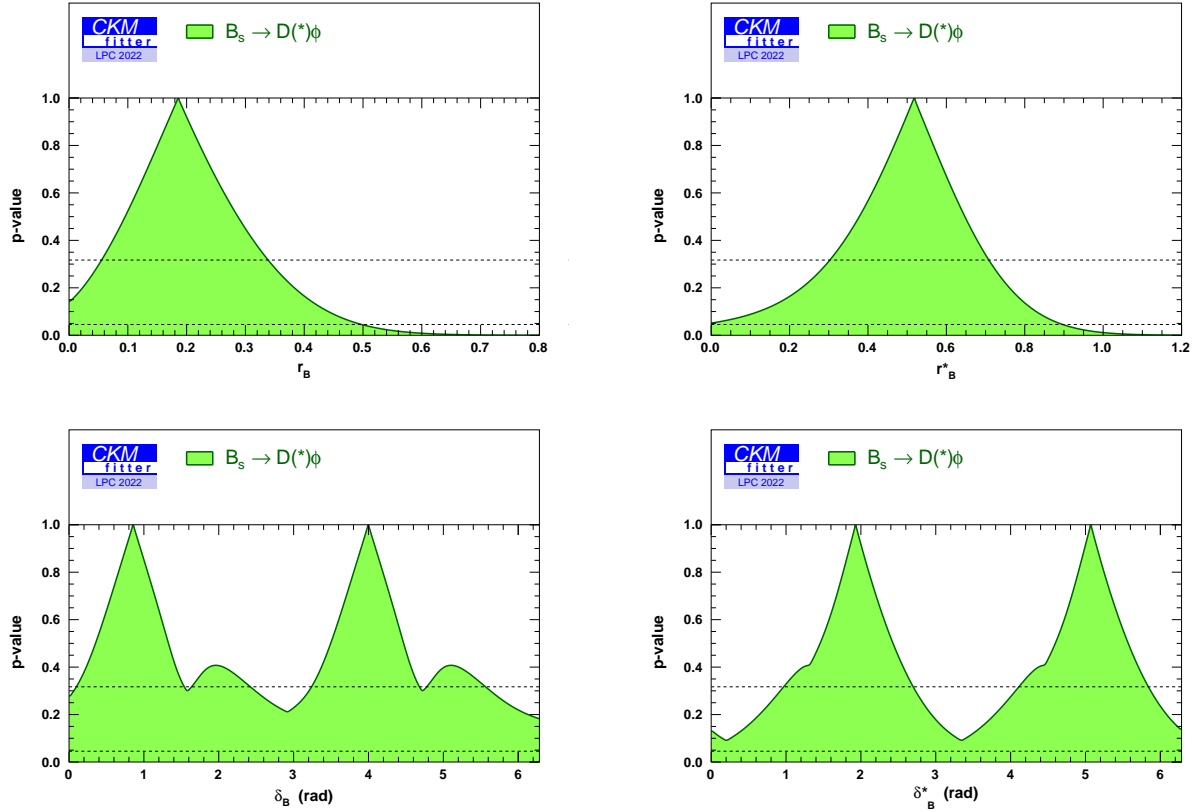 CKM
fitter
LPC 2022
B_s → D(*)ϕ
p-value
1.0
0.8
0.6
0.4
0.2
0.0
0.0 0.1 0.2 0.3 0.4 0.5 0.6 0.7 0.8
r_B
CKM
fitter
LPC 2022
B_s → D(*)ϕ
p-value
1.0
0.8
0.6
0.4
0.2
0.0
0.0 0.2 0.4 0.6 0.8 1.0 1.2
r*_B
CKM
fitter
LPC 2022
B_s → D(*)ϕ
p-value
1.0
0.8
0.6
0.4
0.2
0.0
0 1 2 3 4 5 6
δ_B (rad)
CKM
fitter
LPC 2022
B_s → D(*)ϕ
p-value
1.0
0.8
0.6
0.4
0.2
0.0
0 1 2 3 4 5 6
δ*_B (rad)